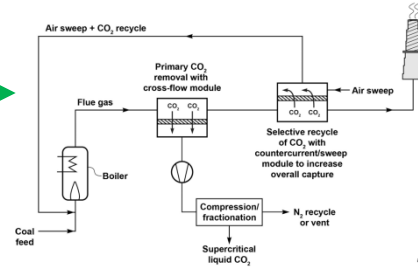 Air sweep + CO2 recycle
Primary CO2
removal with
cross-flow module
Flue gas
CO2 CO2
CO2 CO2
Air sweep
Selective recycle
of CO2 with
countercurrent/sweep
module to increase
overall capture
Boiler
Coal
feed
Compression/
fractionation
N2 recycle
or vent
Supercritical
liquid CO2